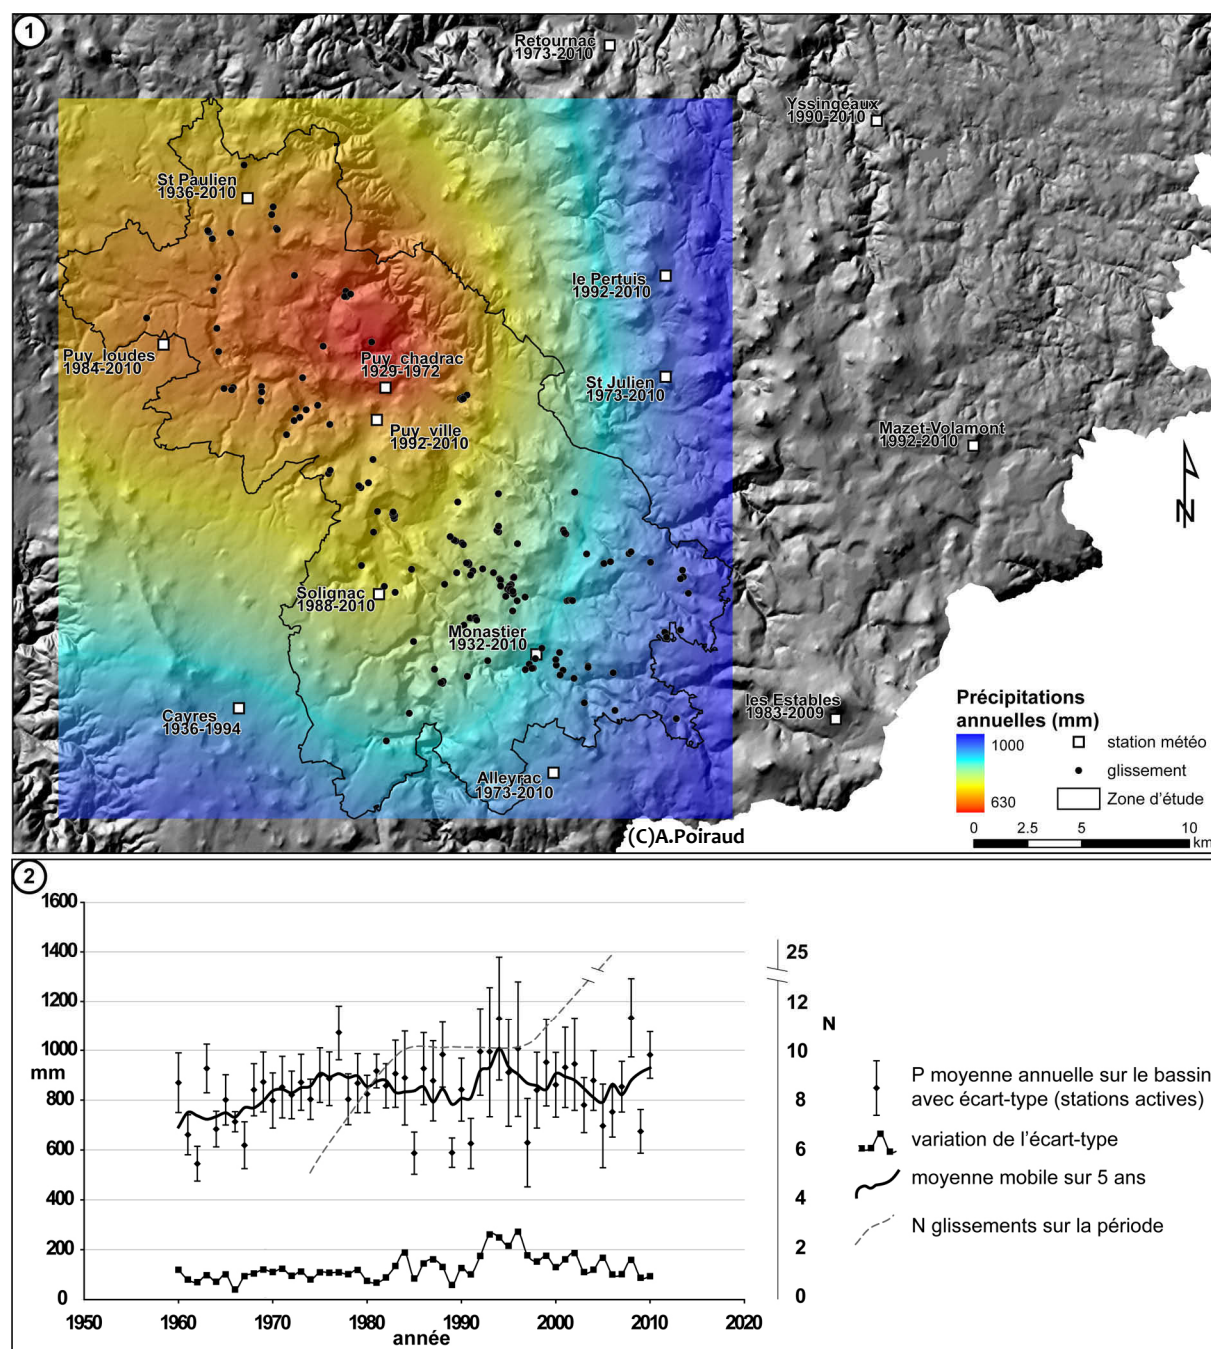 1
Retournac
1973-2010
Yssingeaux
1990-2010
St Paulien
1936-2010
le Pertuis
1992-2010
Puy_loudes
1984-2010
Puy_chadrac
1929-1972
St Julien
1973-2010
Puy_ville
1992-2010
Mazet-Volamont
1992-2010
N
Solignac
1988-2010
Monastier
1932-2010
Cayres
1936-1994
les Estables
1983-2009
Alleyrac
1973-2010
(C)A.Poiraud
Précipitations
annuelles (mm)
1000
630
station météo
glissement
Zone d'étude
0 2.5 5 10
km
2
1600
1400
1200
1000
mm
800
600
400
200
0
1950 1960 1970 1980 1990 2000 2010 2020
année
25
12
N
10
8
6
4
2
0
P moyenne annuelle sur le bassin
avec écart-type (stations actives)
variation de l'écart-type
moyenne mobile sur 5 ans
N glissements sur la période